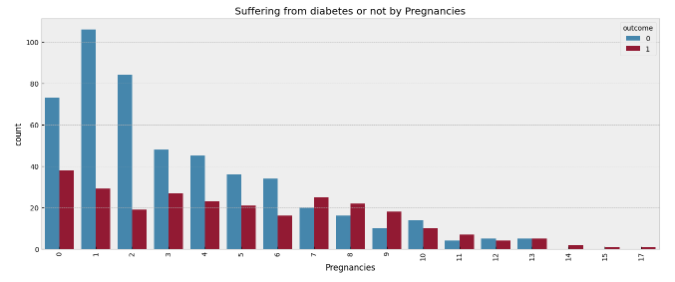 Suffering from diabetes or not by Pregnancies
outcome
0
1
100
80
60
40
20
0
count
0 1 2 3 4 5 6 7 8 9 10 11 12 13 14 15 17
Pregnancies